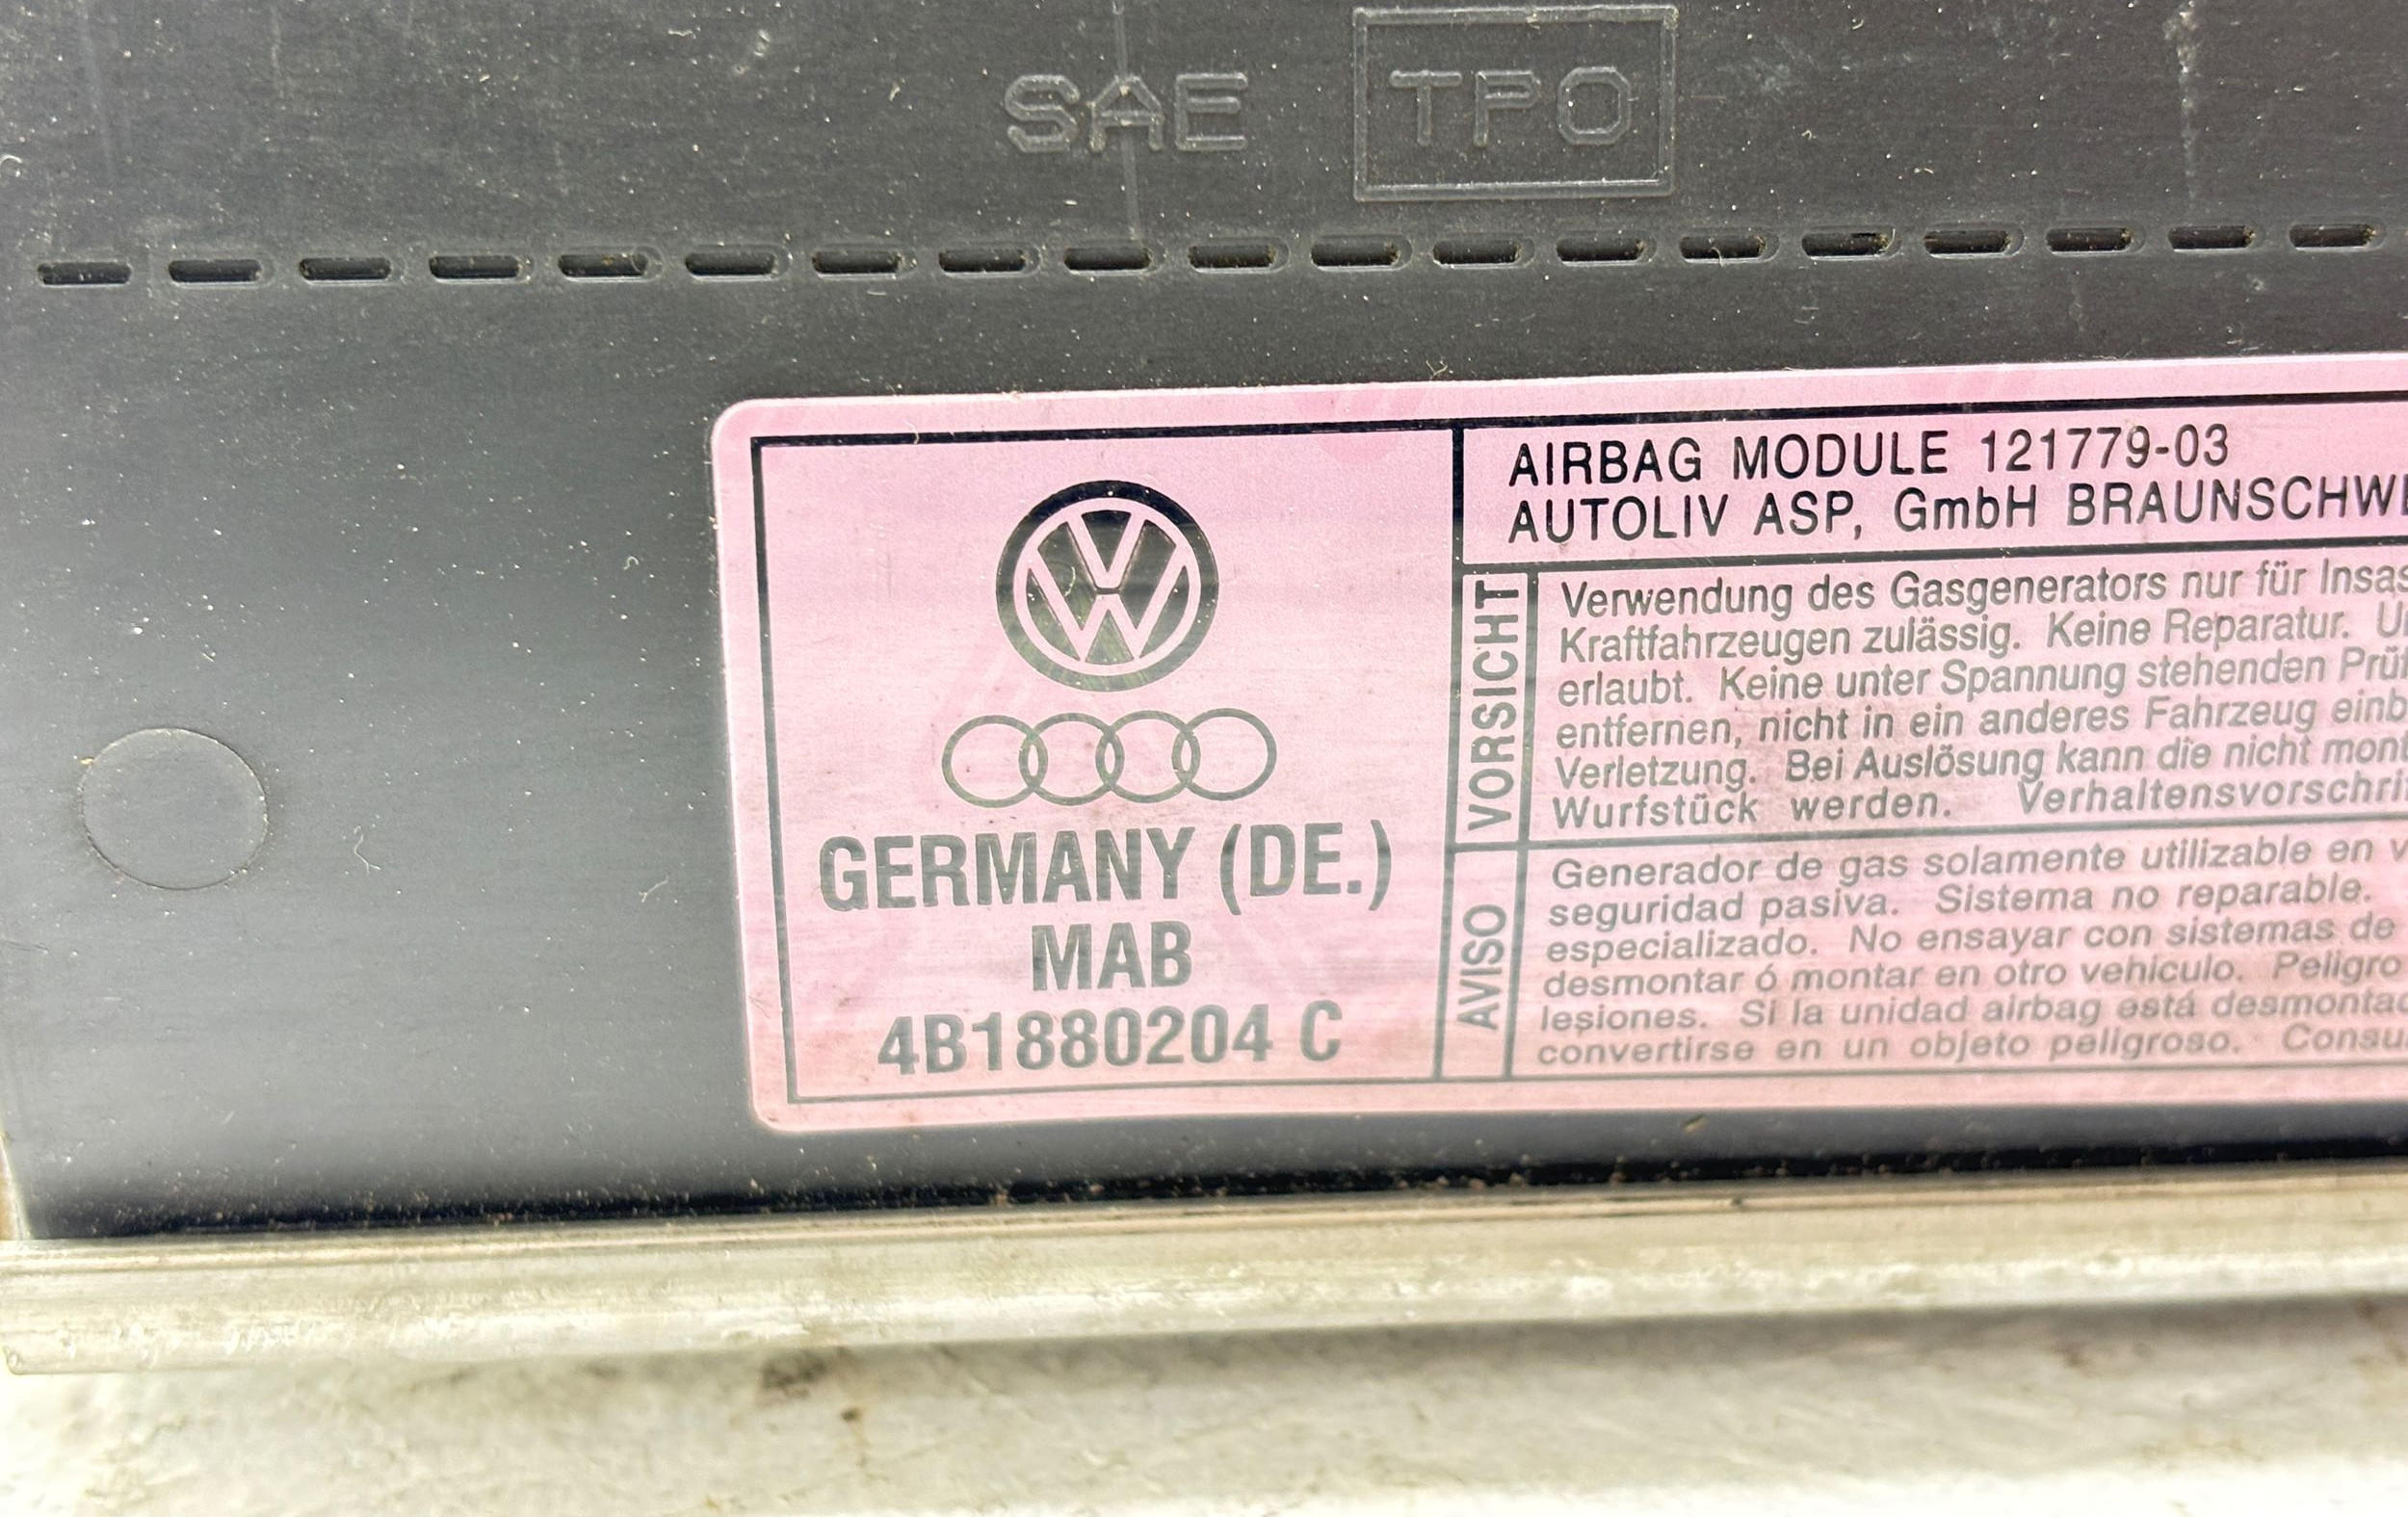 SAE TPO
AIRBAG MODULE 121779-03
AUTOLIV ASP, GmbH
VW
GERMANY (DE.)
MAB
4B1880204 C
VORSICHT
Verwendung des Gasgenerators nur für
Kraftfahrzeugen zulässig. Keine Reparatur.
erlaubt. Keine unter Spannung stehenden
entfernen, nicht in ein anderes Fahrzeug
Verletzung. Bei Auslösung kann die nicht
Wurfstück werden.
AVISO
Generador de gas solamente utilizable en
seguridad pasiva. Sistema no reparable.
especializado. No ensayar con sistemas de
desmontar ó montar en otro vehiculo. Peligro
lesiones. Si la unidad airbag está
convertirse en un objeto peligroso.